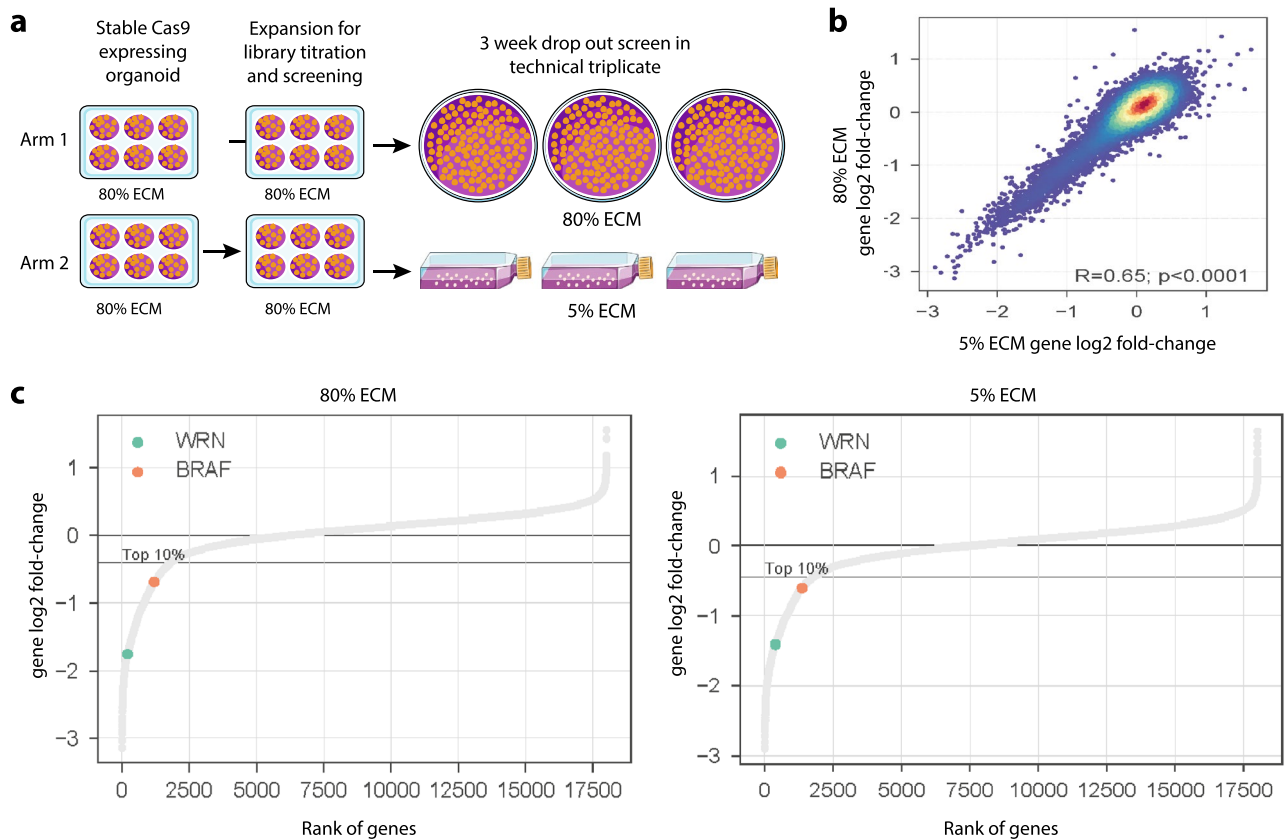 a
Stable Cas9
expressing
organoid
Expansion for
library titration
and screening
3 week drop out screen in
technical triplicate
Arm 1
80% ECM
80% ECM
80% ECM
Arm 2
80% ECM
80% ECM
5% ECM
b
80% ECM
gene log2 fold-change
1
0
−1
−2
−3
R=0.65; p<0.0001
−3
−2
−1
0
1
5% ECM gene log2 fold-change
c
80% ECM
WRN
BRAF
gene log2 fold-change
1
0
−1
−2
−3
Top 10%
0
2500
5000
7500
10000
12500
15000
17500
Rank of genes
5% ECM
WRN
BRAF
gene log2 fold-change
1
0
−1
−2
−3
Top 10%
0
2500
5000
7500
10000
12500
15000
17500
Rank of genes